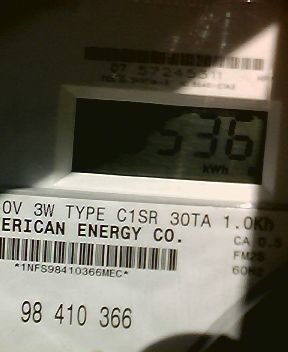 07 57245511
536
kWh
0V 3W TYPE C1SR 30TA 1.0Kh
ERICAN ENERGY CO.
CA 0.5
FM2S
60Hz
*1NFS98410366MEC*
98 410 366